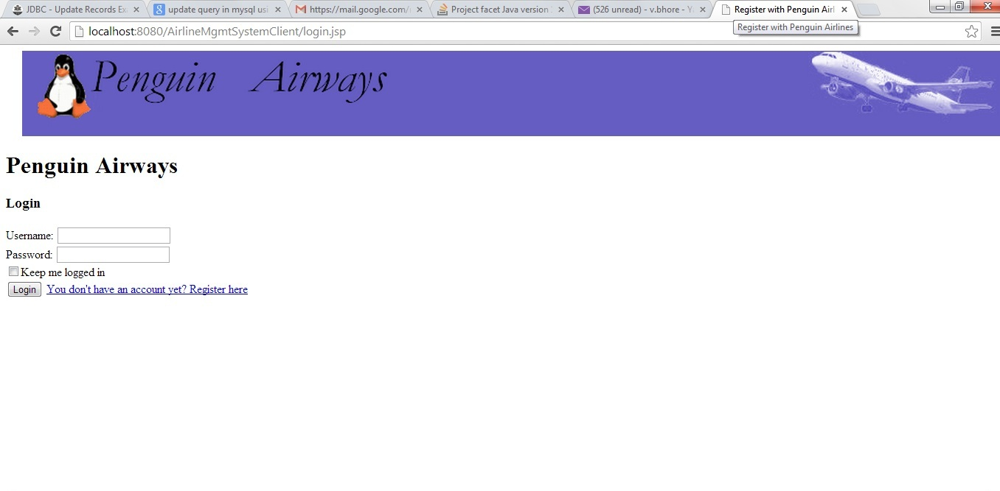 JDBC - Update Records Ex
update query in mysql usi
https://mail.google.com/
Project facet Java version
(526 unread) - v.bhore - Y
Register with Penguin Airl
localhost:8080/AirlineMgmtSystemClient/login.jsp
Register with Penguin Airlines
Penguin Airways
Penguin Airways
Login
Username:
Password:
Keep me logged in
Login You don't have an account yet? Register here